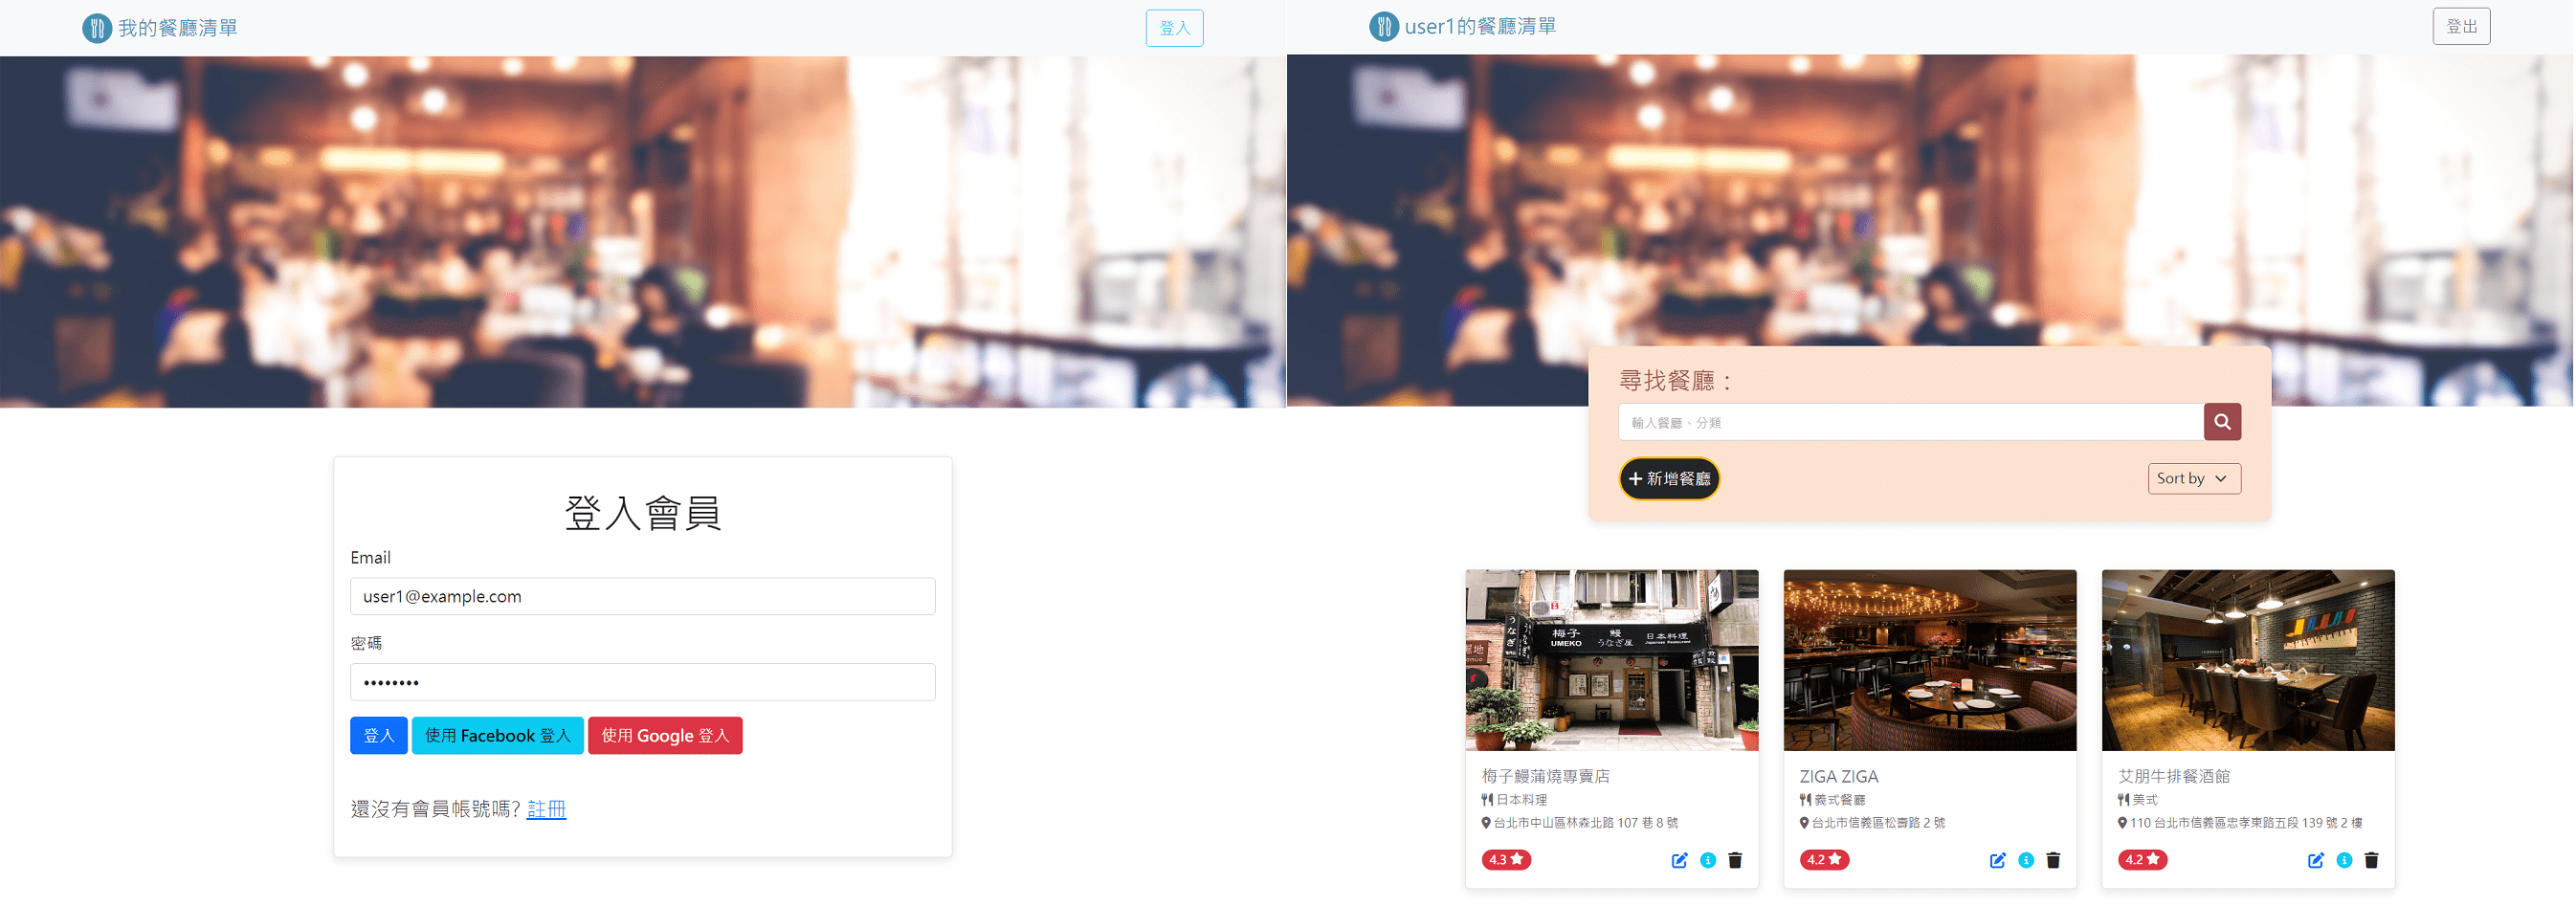 我的餐廳清單
登入
登入會員
Email
user1@example.com
密碼
••••••••
登入
使用 Facebook 登入
使用 Google 登入
還沒有會員帳號嗎? 註冊
user1的餐廳清單
登出
尋找餐廳：
輸入餐廳、分類
新增餐廳
Sort by
梅子
UMEKO
鰻
うなぎ屋
日本料理
Japanese Restaurant
うなぎ
梅子鰻蒲燒專賣店
日本料理
台北市中山區林森北路 107 巷 8 號
4.3
ZIGA ZIGA
義式餐廳
台北市信義區松壽路 2 號
4.2
艾朋牛排餐酒館
美式
110 台北市信義區忠孝東路五段 139 號 2 樓
4.2